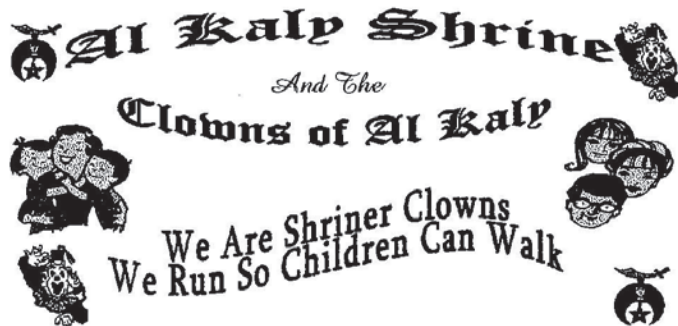 Al Kaly Shrine
And The
Clowns of Al Kaly
We Are Shriner Clowns
We Run So Children Can Walk